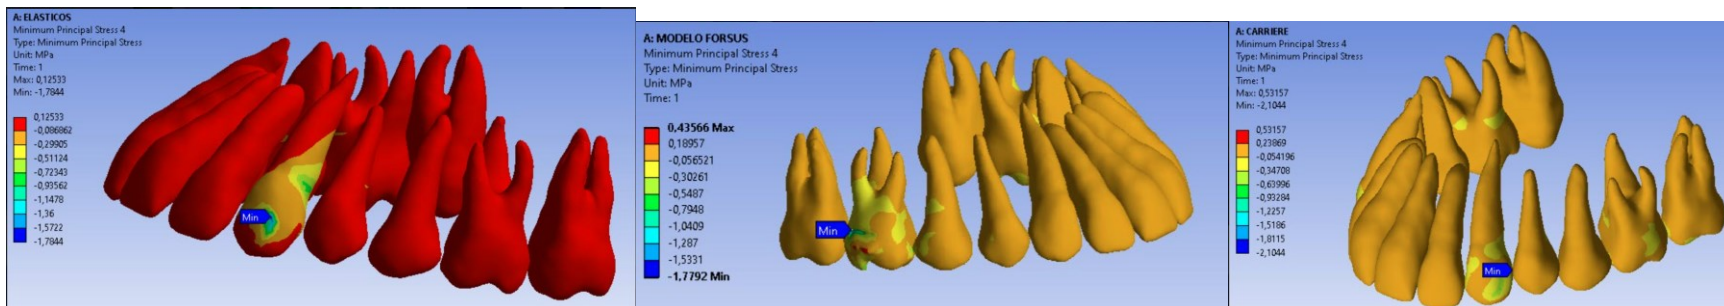 A: ELASTICOS
Minimum Principal Stress 4
Type: Minimum Principal Stress
Unit: MPa
Time: 1
Max: 0,12533
Min: -1,7844
0,12533
-0,086862
-0,29905
-0,51124
-0,72343
-0,93562
-1,1478
-1,36
-1,5722
-1,7844
Min
A: MODELO FORSUS
Minimum Principal Stress 4
Type: Minimum Principal Stress
Unit: MPa
Time: 1
0,43566 Max
0,18957
-0,056521
-0,30261
-0,5487
-0,7948
-1,0409
-1,287
-1,5331
-1,7792 Min
Min
A: CARRIERE
Minimum Principal Stress 4
Type: Minimum Principal Stress
Unit: MPa
Time: 1
Max: 0,53157
Min: -2,1044
0,53157
0,23869
-0,054196
-0,34708
-0,63996
-0,93284
-1,2257
-1,5186
-1,8115
-2,1044
Min